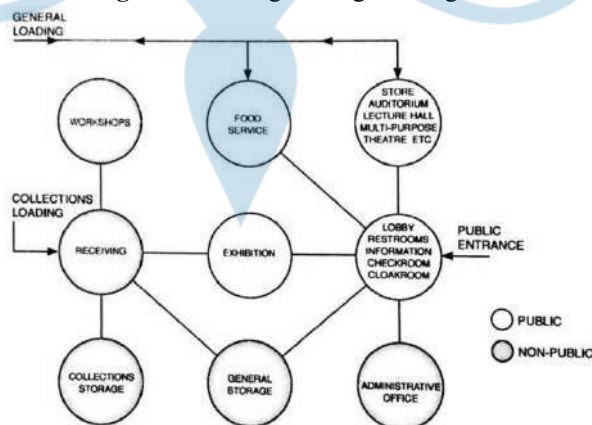 GENERAL
LOADING
WORKSHOPS
FOOD
SERVICE
STORE
AUDITORIUM
LECTURE HALL
MULTI-PURPOSE
THEATRE ETC
COLLECTIONS
LOADING
RECEIVING
EXHIBITION
LOBBY
RESTROOMS
INFORMATION
CHECKROOM
CLOAKROOM
PUBLIC
ENTRANCE
PUBLIC
NON-PUBLIC
COLLECTIONS
STORAGE
GENERAL
STORAGE
ADMINISTRATIVE
OFFICE